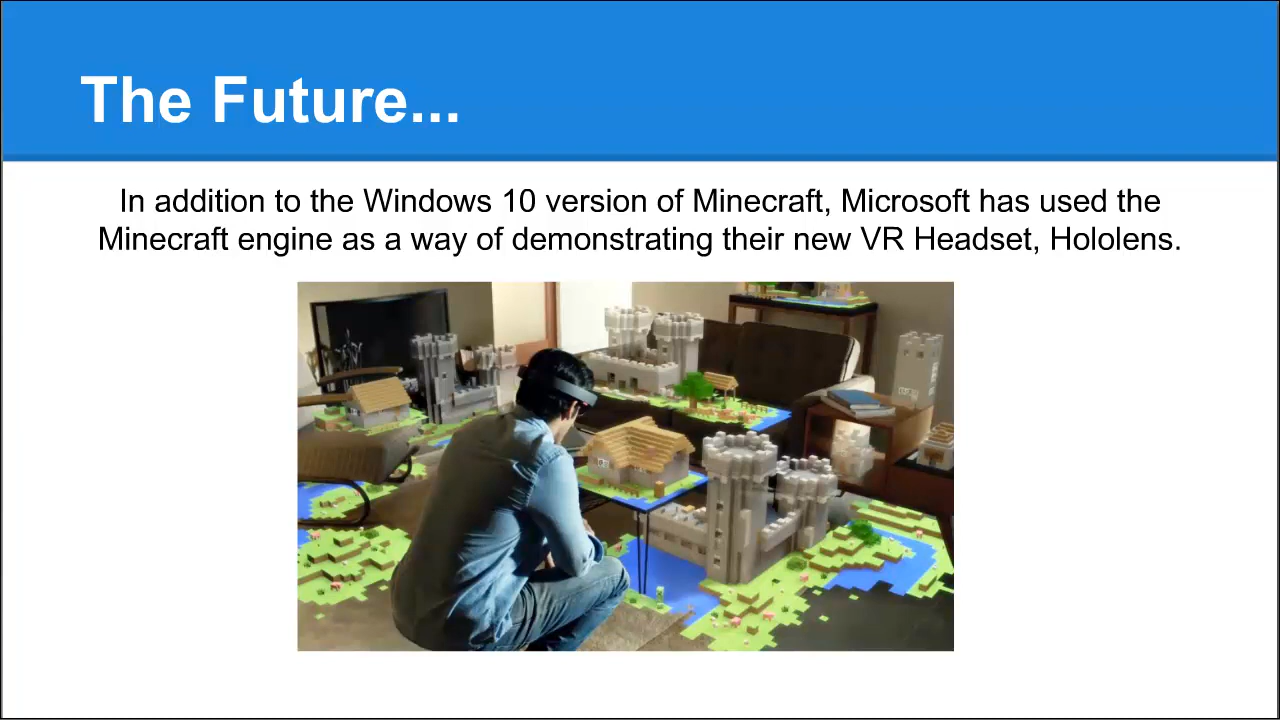 The Future...
In addition to the Windows 10 version of Minecraft, Microsoft has used the
Minecraft engine as a way of demonstrating their new VR Headset, Hololens.